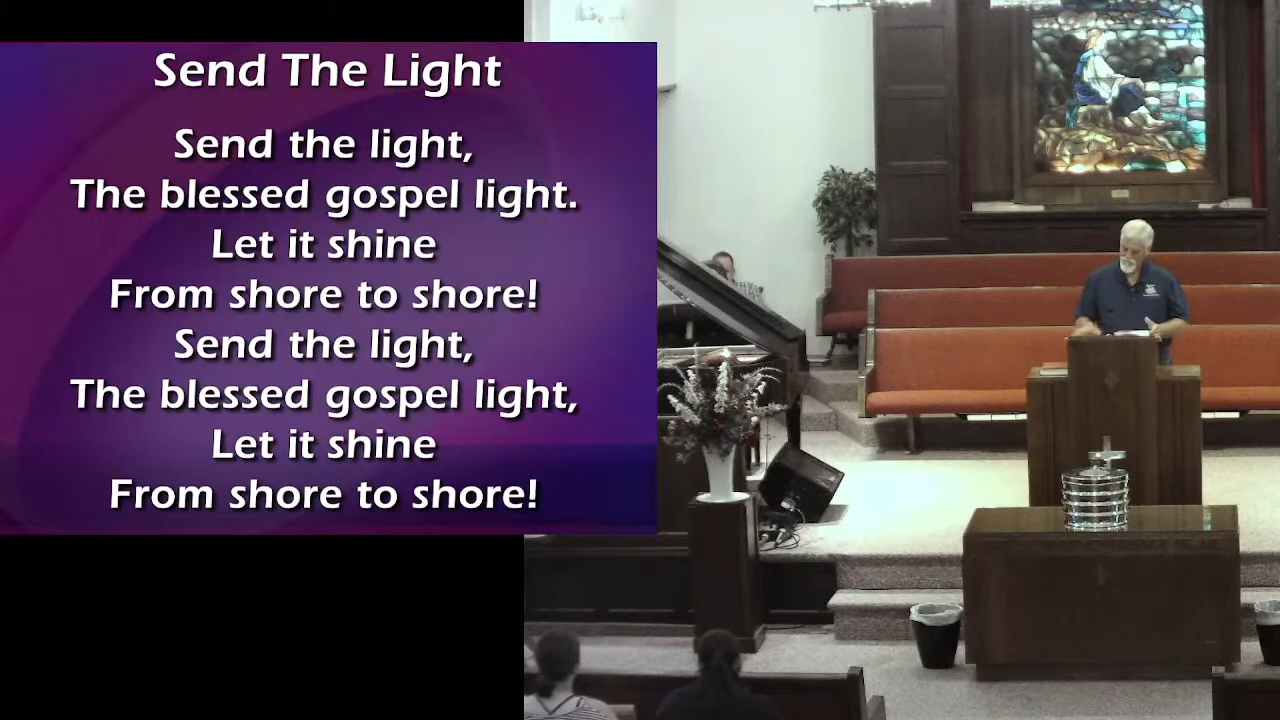 Send The Light
Send the light,
The blessed gospel light.
Let it shine
From shore to shore!
Send the light,
The blessed gospel light,
Let it shine
From shore to shore!